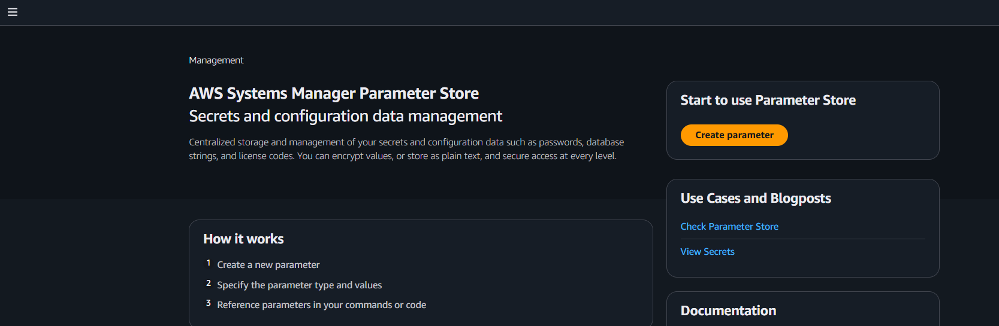 Management
AWS Systems Manager Parameter Store
Secrets and configuration data management
Centralized storage and management of your secrets and configuration data such as passwords, database
strings, and license codes. You can encrypt values, or store as plain text, and secure access at every level.
Start to use Parameter Store
Create parameter
Use Cases and Blogposts
Check Parameter Store
View Secrets
How it works
1 Create a new parameter
2 Specify the parameter type and values
3 Reference parameters in your commands or code
Documentation